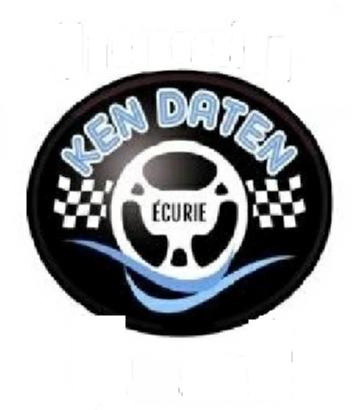 KEN DATEN
ÉCURIE